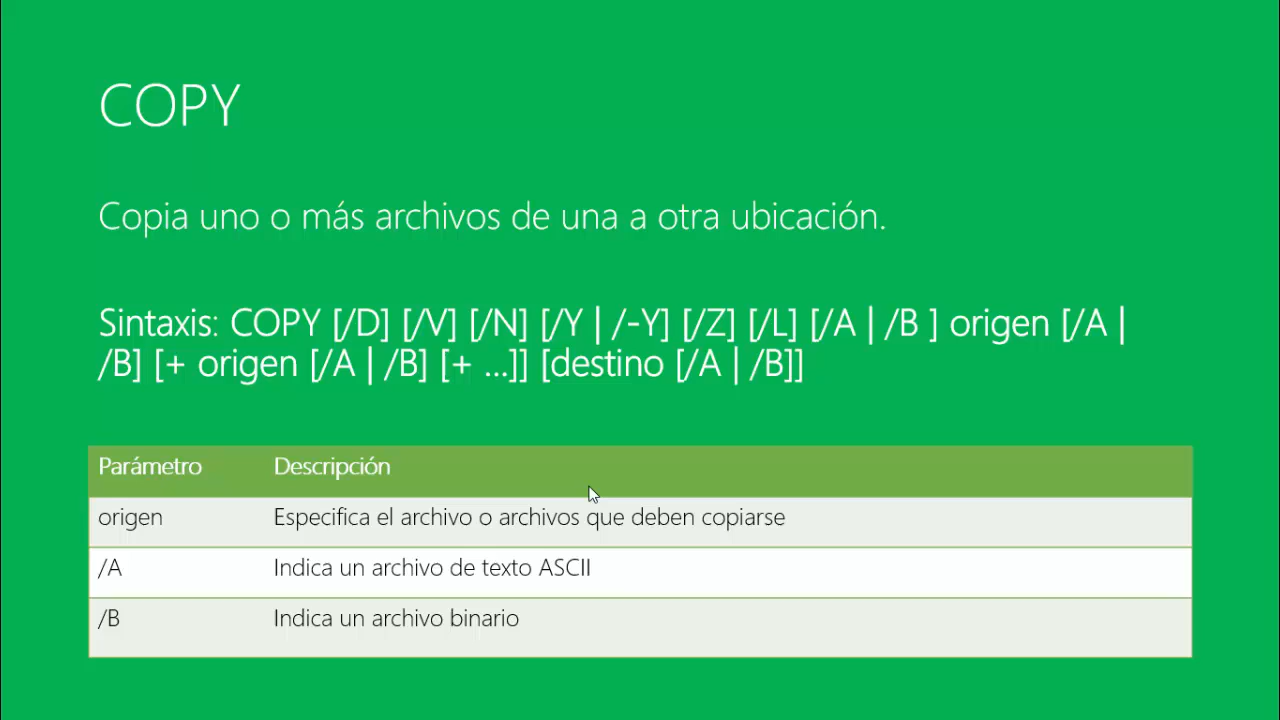 COPY
Copia uno o más archivos de una a otra ubicación.
Sintaxis: COPY [/D] [/V] [/N] [/Y | /-Y] [/Z] [/L] [/A | /B ] origen [/A |
/B] [+ origen [/A | /B] [+ ...]] [destino [/A | /B]]
Parámetro Descripción
origen Especifica el archivo o archivos que deben copiarse
/A Indica un archivo de texto ASCII
/B Indica un archivo binario